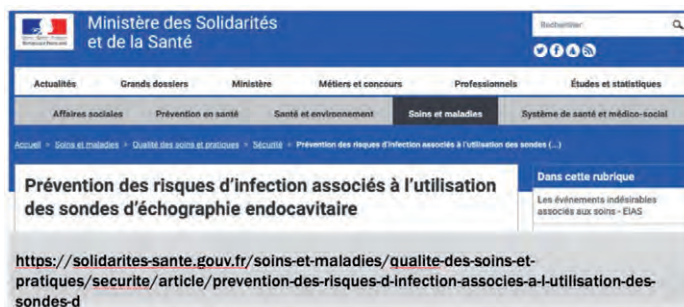 Ministère des Solidarités
et de la Santé
Rechercher
Actualités Grands dossiers Ministère Métiers et concours Professionnels Études et statistiques
Affaires sociales Prévention en santé Santé et environnement Soins et maladies Système de santé et médico-social
Accueil > Soins et maladies > Qualité des soins et pratiques > Sécurité > Prévention des risques d'infection associés à l'utilisation des sondes (...)
Prévention des risques d'infection associés à l'utilisation
des sondes d'échographie endocavitaire
Dans cette rubrique
Les événements indésirables
associés aux soins - EIAS
https://solidarites-sante.gouv.fr/soins-et-maladies/qualite-des-soins-et-
pratiques/securite/article/prevention-des-risques-d-infection-associes-a-l-utilisation-des-
sondes-d